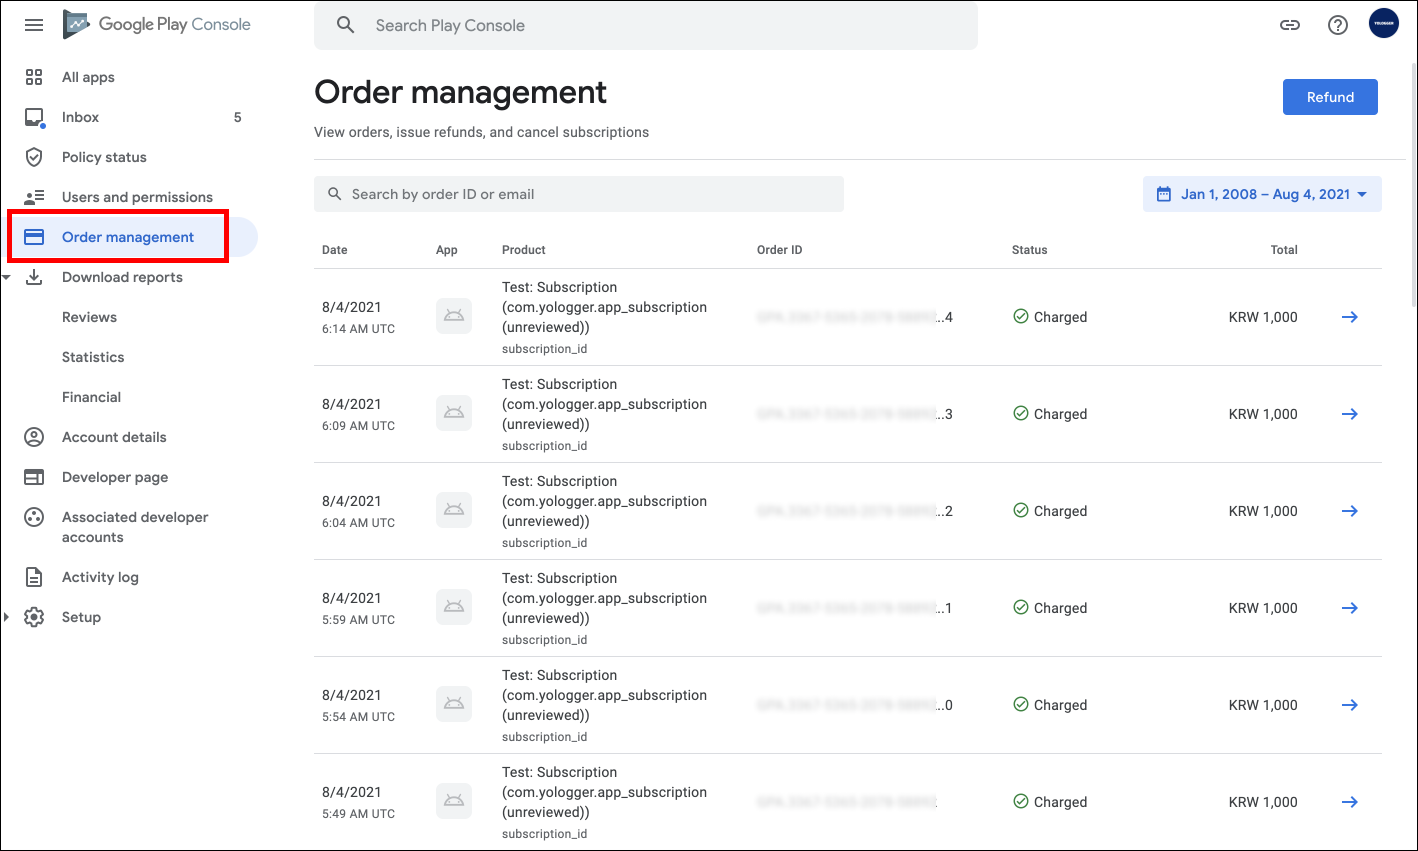 Google Play Console
Search Play Console
YOLOGGER
All apps
Inbox 5
Policy status
Users and permissions
Order management
Download reports
Reviews
Statistics
Financial
Account details
Developer page
Associated developer
accounts
Activity log
Setup
Order management
Refund
View orders, issue refunds, and cancel subscriptions
Search by order ID or email
Jan 1, 2008 – Aug 4, 2021
Date App Product Order ID Status Total
Test: Subscription
8/4/2021 (com.yologger.app_subscription
..4 Charged KRW 1,000
6:14 AM UTC (unreviewed))
subscription_id
Test: Subscription
8/4/2021 (com.yologger.app_subscription
..3 Charged KRW 1,000
6:09 AM UTC (unreviewed))
subscription_id
Test: Subscription
8/4/2021 (com.yologger.app_subscription
..2 Charged KRW 1,000
6:04 AM UTC (unreviewed))
subscription_id
Test: Subscription
8/4/2021 (com.yologger.app_subscription
..1 Charged KRW 1,000
5:59 AM UTC (unreviewed))
subscription_id
Test: Subscription
8/4/2021 (com.yologger.app_subscription
..0 Charged KRW 1,000
5:54 AM UTC (unreviewed))
subscription_id
Test: Subscription
8/4/2021 (com.yologger.app_subscription
Charged KRW 1,000
5:49 AM UTC (unreviewed))
subscription_id